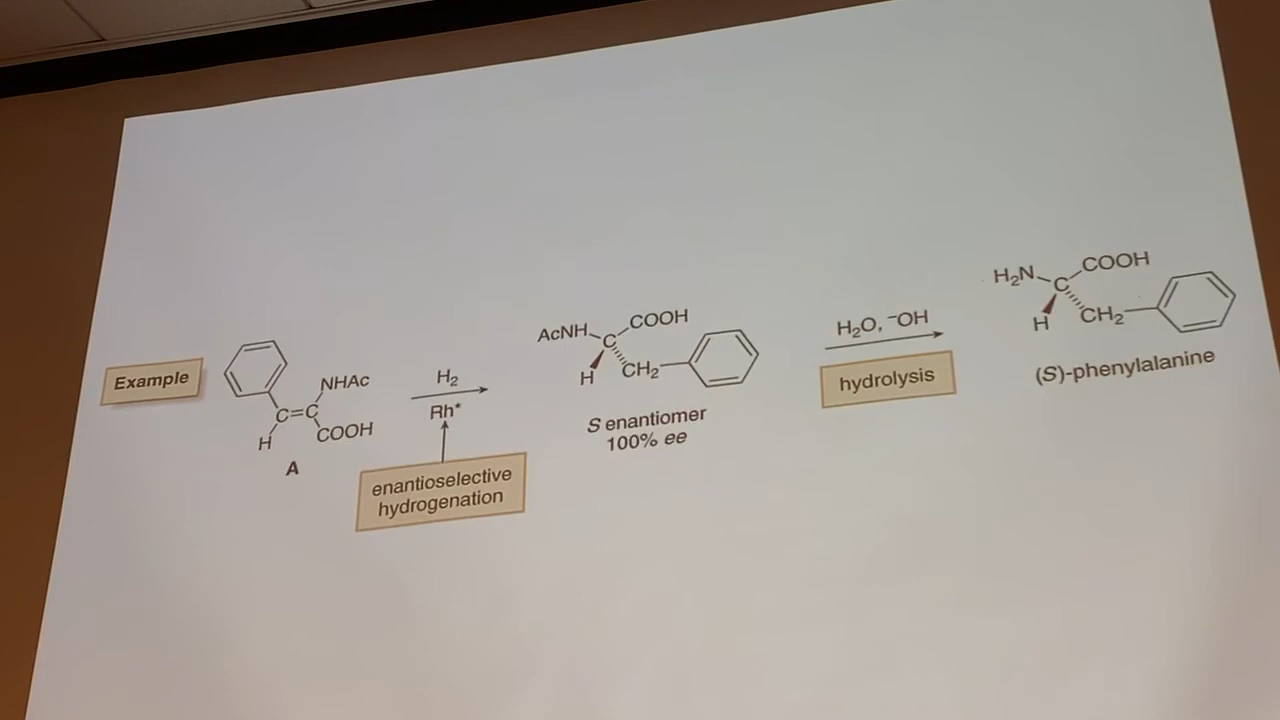 Example
NHAc
C=C
H
COOH
A
H₂
Rh*
enantioselective
hydrogenation
AcNH
C
COOH
H
CH₂
S enantiomer
100% ee
H₂O, ⁻OH
hydrolysis
H₂N
C
COOH
H
CH₂
(S)-phenylalanine